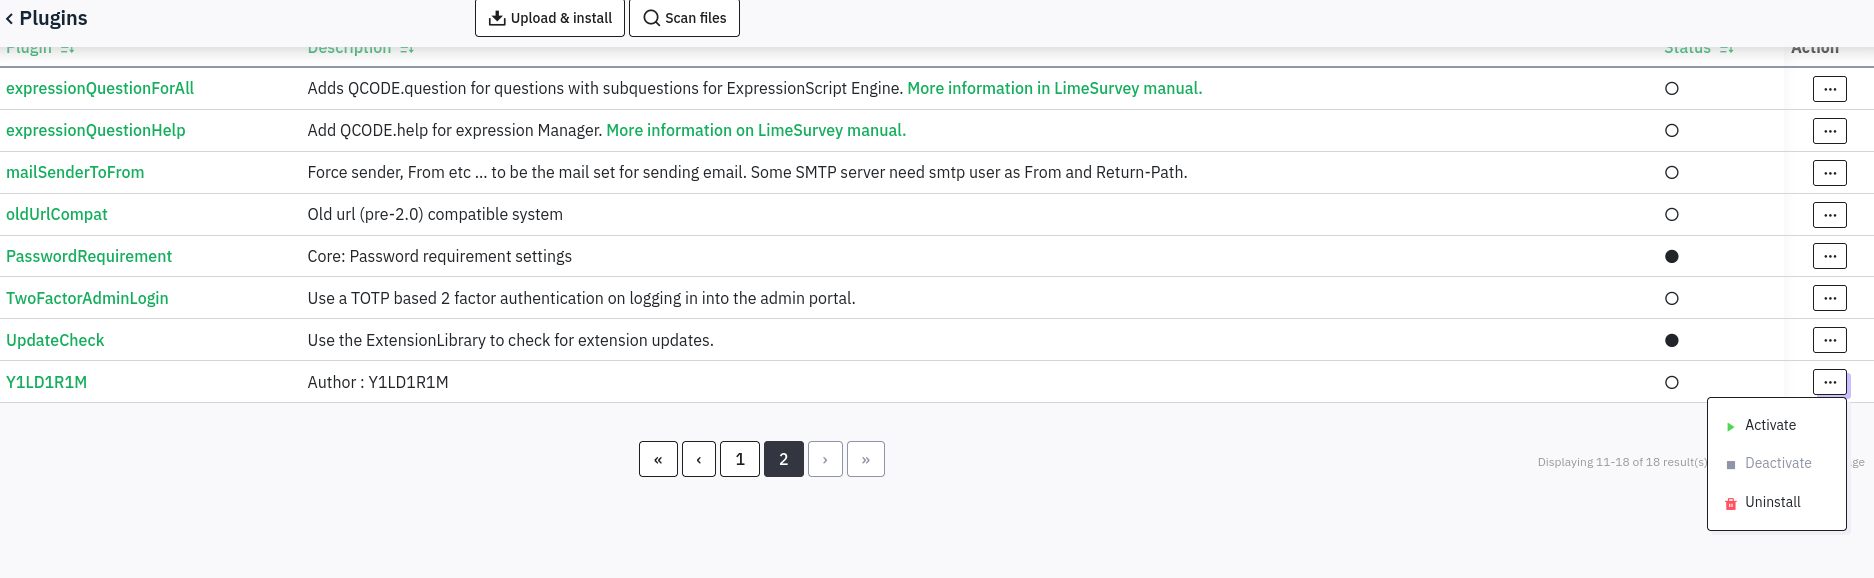 Plugins
Upload & install
Scan files
Plugin Description Status Action
expressionQuestionForAll Adds QCODE.question for questions with subquestions for ExpressionScript Engine. More information in LimeSurvey manual. ...
expressionQuestionHelp Add QCODE.help for expression Manager. More information on LimeSurvey manual. ...
mailSenderToFrom Force sender, From etc ... to be the mail set for sending email. Some SMTP server need smtp user as From and Return-Path. ...
oldUrlCompat Old url (pre-2.0) compatible system ...
PasswordRequirement Core: Password requirement settings ...
TwoFactorAdminLogin Use a TOTP based 2 factor authentication on logging in into the admin portal. ...
UpdateCheck Use the ExtensionLibrary to check for extension updates. ...
Y1LD1R1M Author : Y1LD1R1M ...
Activate
« ‹ 1 2 › »
Displaying 11-18 of 18 result(s)
Deactivate
Uninstall